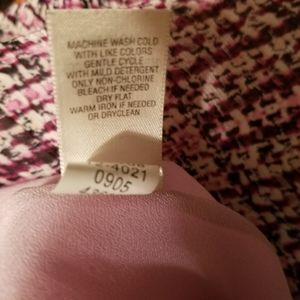 MACHINE WASH COLD
WITH LIKE COLORS
GENTLE CYCLE
WITH MILD DETERGENT
ONLY NON-CHLORINE
BLEACH IF NEEDED
DRY FLAT
WARM IRON IF NEEDED
OR DRYCLEAN
4021
0905